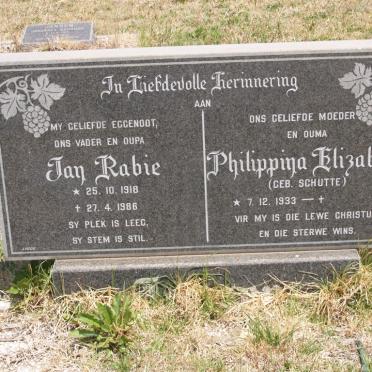 In Liefdevolle Herinnering
AAN
MY GELIEFDE EGGENOOT,
ONS VADER EN OUPA
Jan Rabie
★ 25. 10. 1918
† 27. 4. 1986
SY PLEK IS LEEG,
SY STEM IS STIL.
ONS GELIEFDE MOEDER
EN OUMA
Philippina
(GEB. SCHUTTE)
★ 7. 12. 1933 — †
VIR MY IS DIE LEWE
EN DIE STERWE WINS.